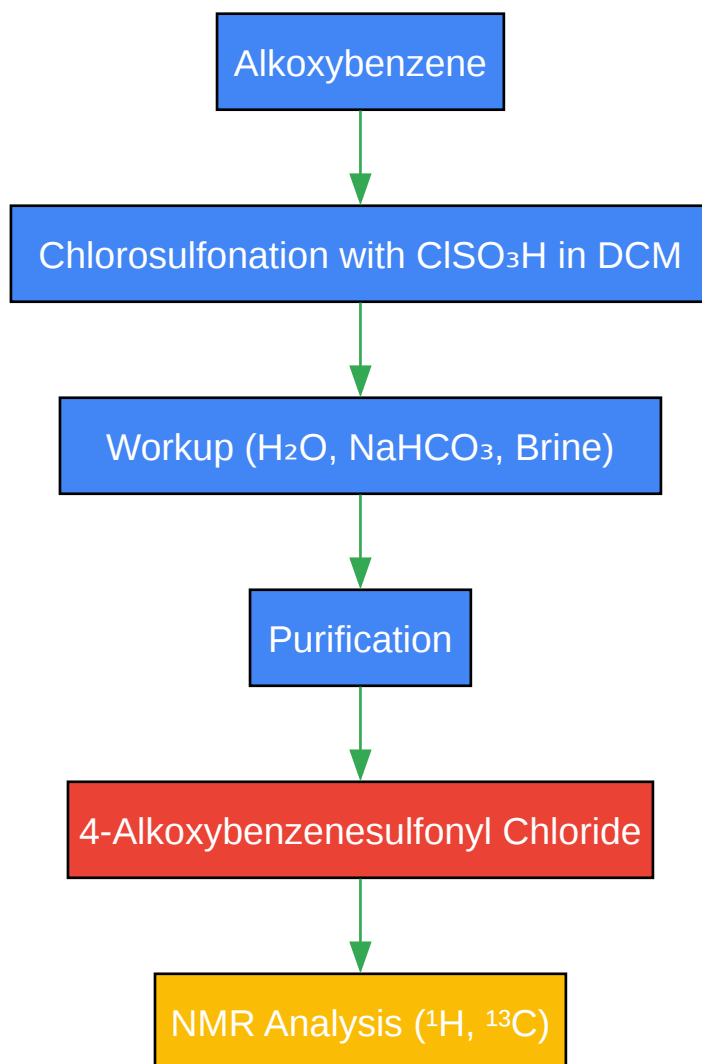 Alkoxybenzene
Chlorosulfonation with ClSO₃H in DCM
Workup (H₂O, NaHCO₃, Brine)
Purification
4-Alkoxybenzenesulfonyl Chloride
NMR Analysis (¹H, ¹³C)